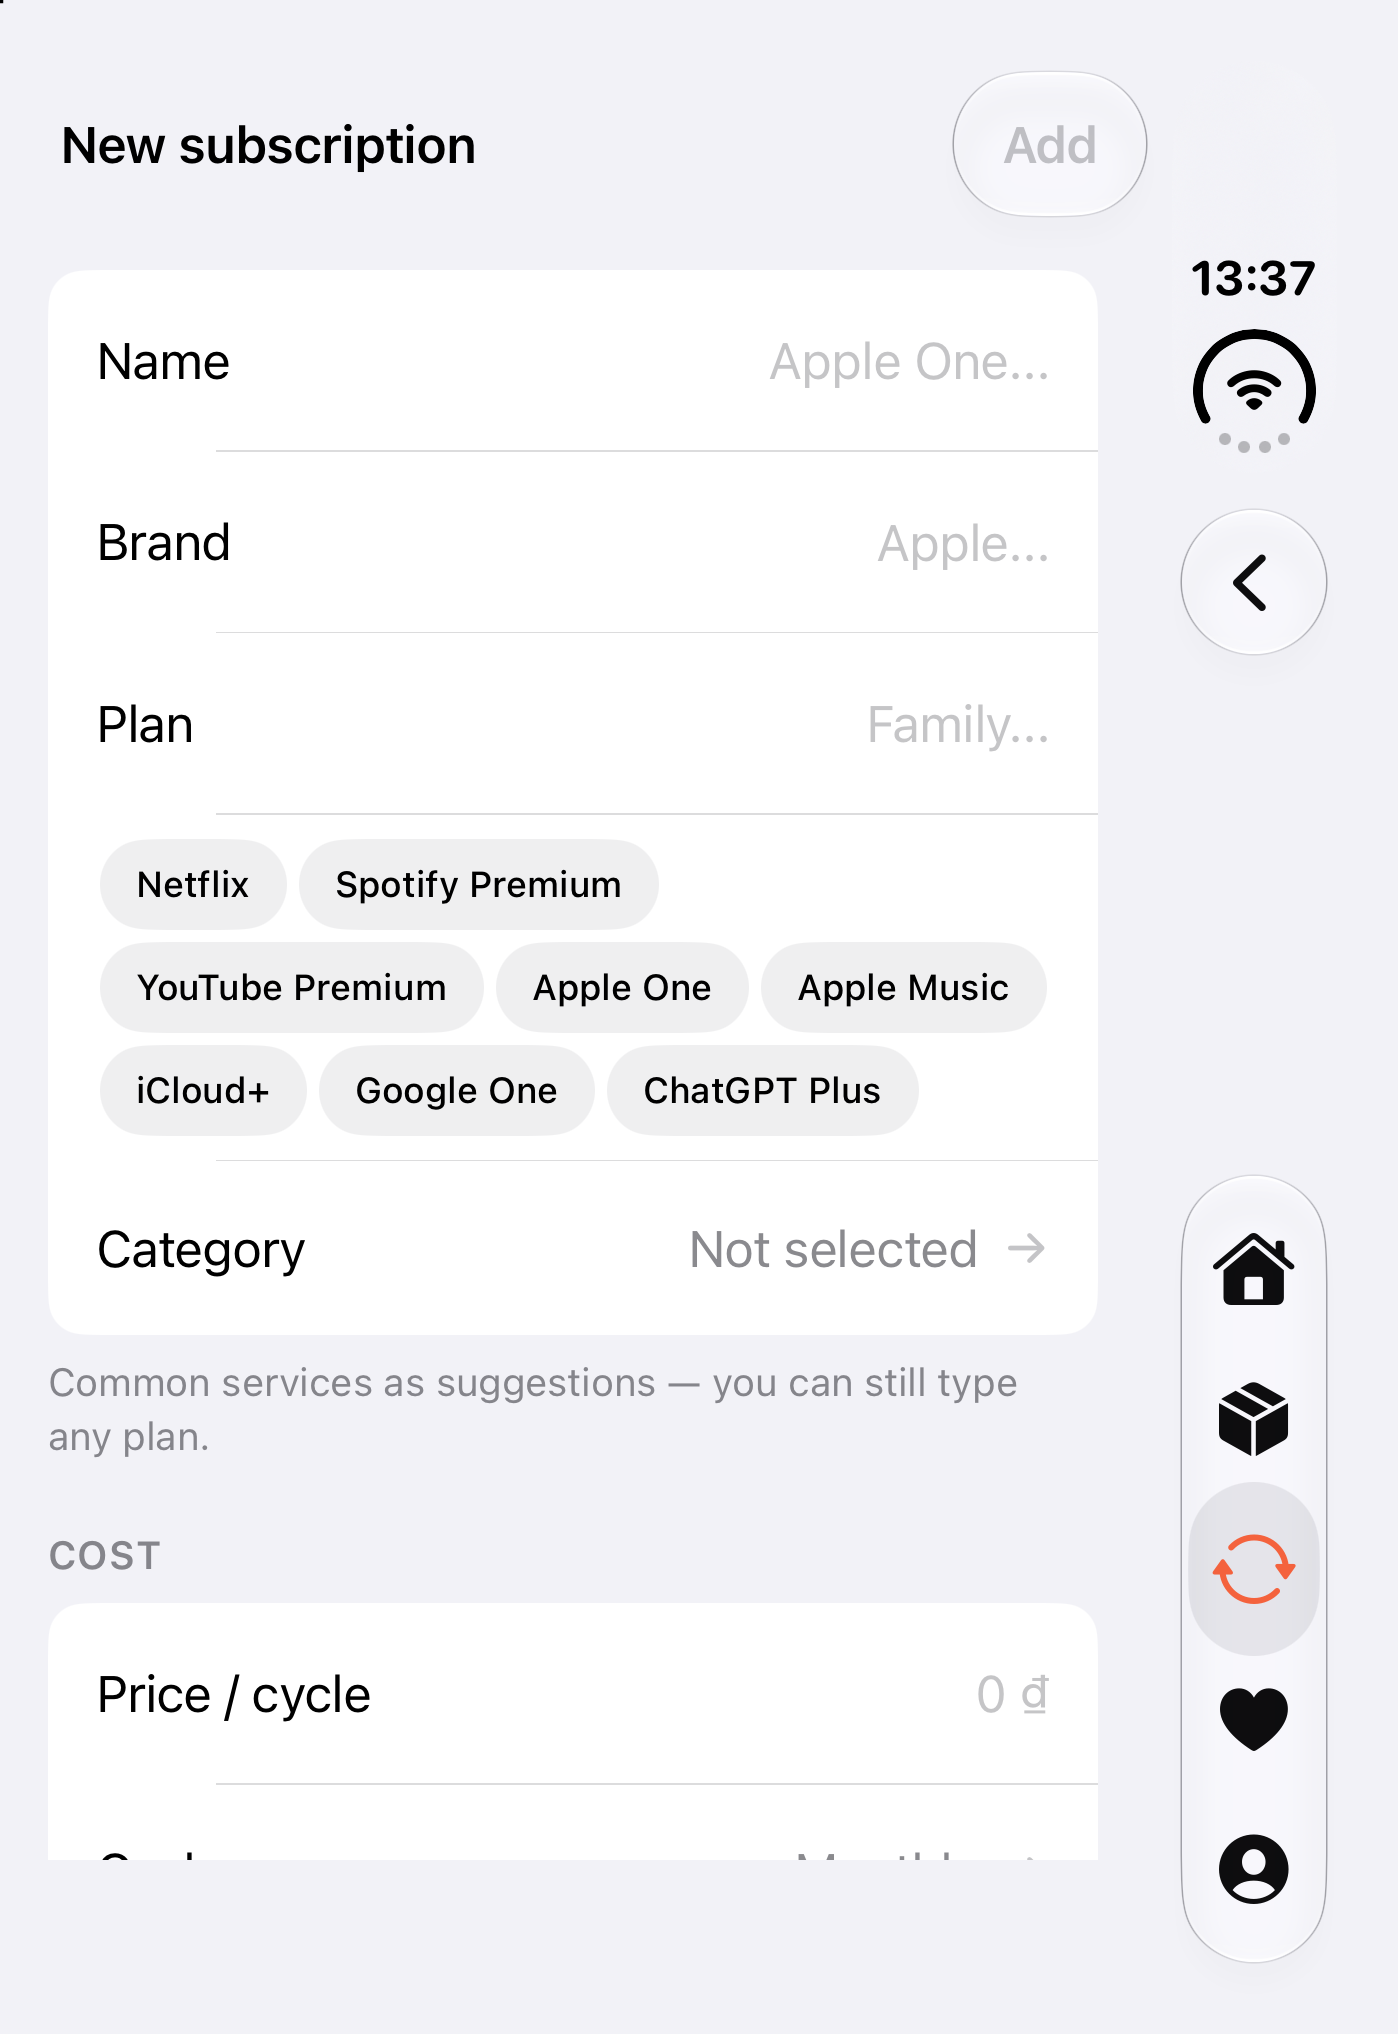 New subscription
Add
13:37
Name
Apple One...
Brand
Apple...
Plan
Family...
Netflix
Spotify Premium
YouTube Premium
Apple One
Apple Music
iCloud+
Google One
ChatGPT Plus
Category
Not selected
Common services as suggestions — you can still type
any plan.
COST
Price / cycle
0 ₫